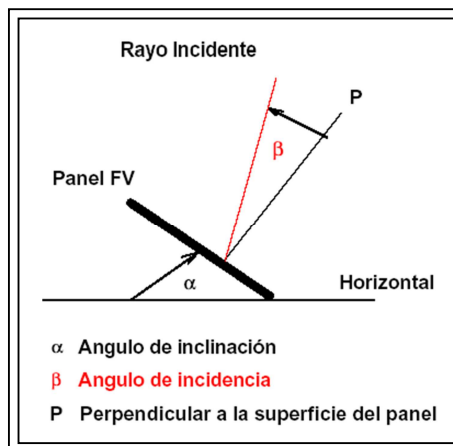 Rayo Incidente
P
β
Panel FV
α
Horizontal
α Angulo de inclinación
β Angulo de incidencia
P Perpendicular a la superficie del panel